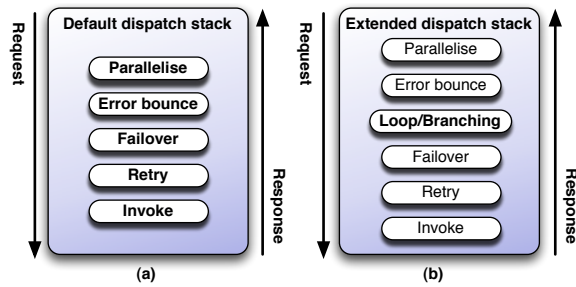 Default dispatch stack
Request
Parallelise
Error bounce
Failover
Retry
Invoke
Response
(a)
Extended dispatch stack
Request
Parallelise
Error bounce
Loop/Branching
Failover
Retry
Invoke
Response
(b)